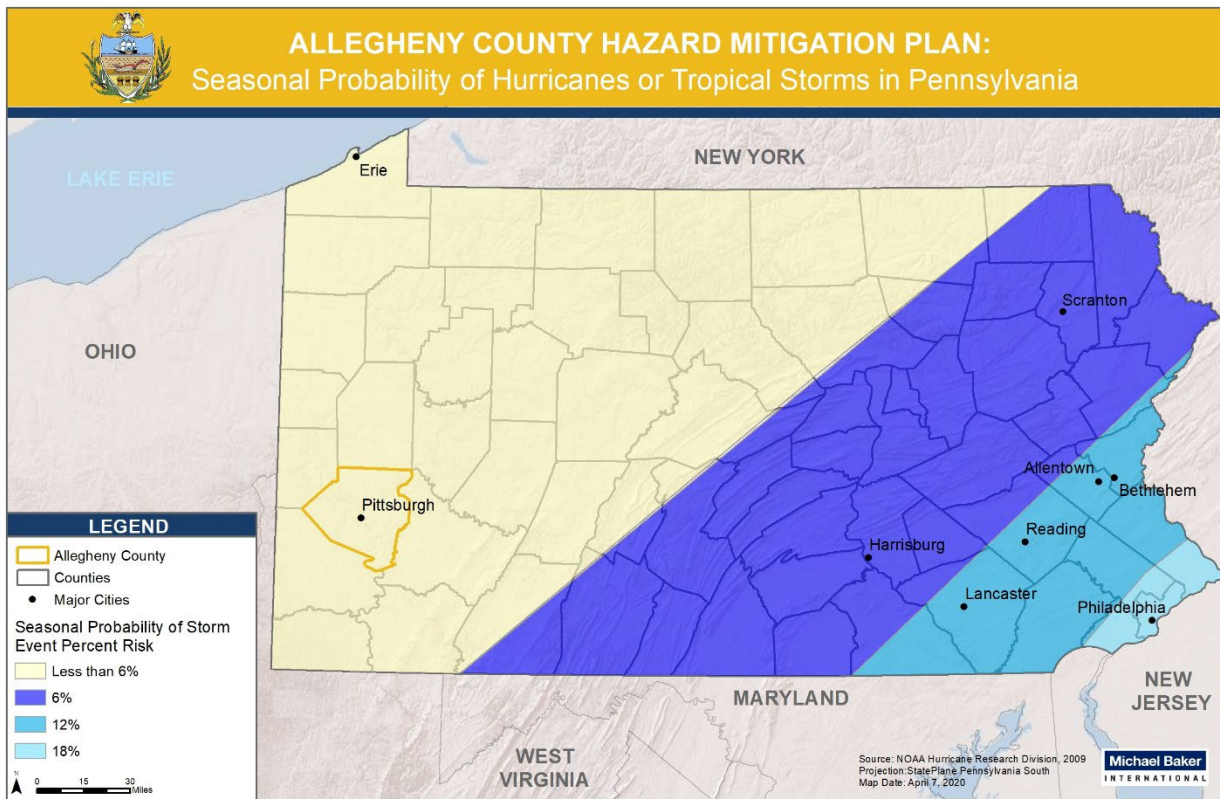 ALLEGHENY COUNTY HAZARD MITIGATION PLAN:
Seasonal Probability of Hurricanes or Tropical Storms in Pennsylvania
NEW YORK
Erie
LAKE ERIE
Scranton
OHIO
Allentown
Bethlehem
Pittsburgh
Reading
Harrisburg
Lancaster
Philadelphia
MARYLAND
NEW
JERSEY
WEST
VIRGINIA
LEGEND
Allegheny County
Counties
Major Cities
Seasonal Probability of Storm
Event Percent Risk
Less than 6%
6%
12%
18%
N
0 15 30
Miles
Source: NOAA Hurricane Research Division, 2009
Projection:StatePlane Pennsylvania South
Map Date: April 7, 2020
Michael Baker
INTERNATIONAL